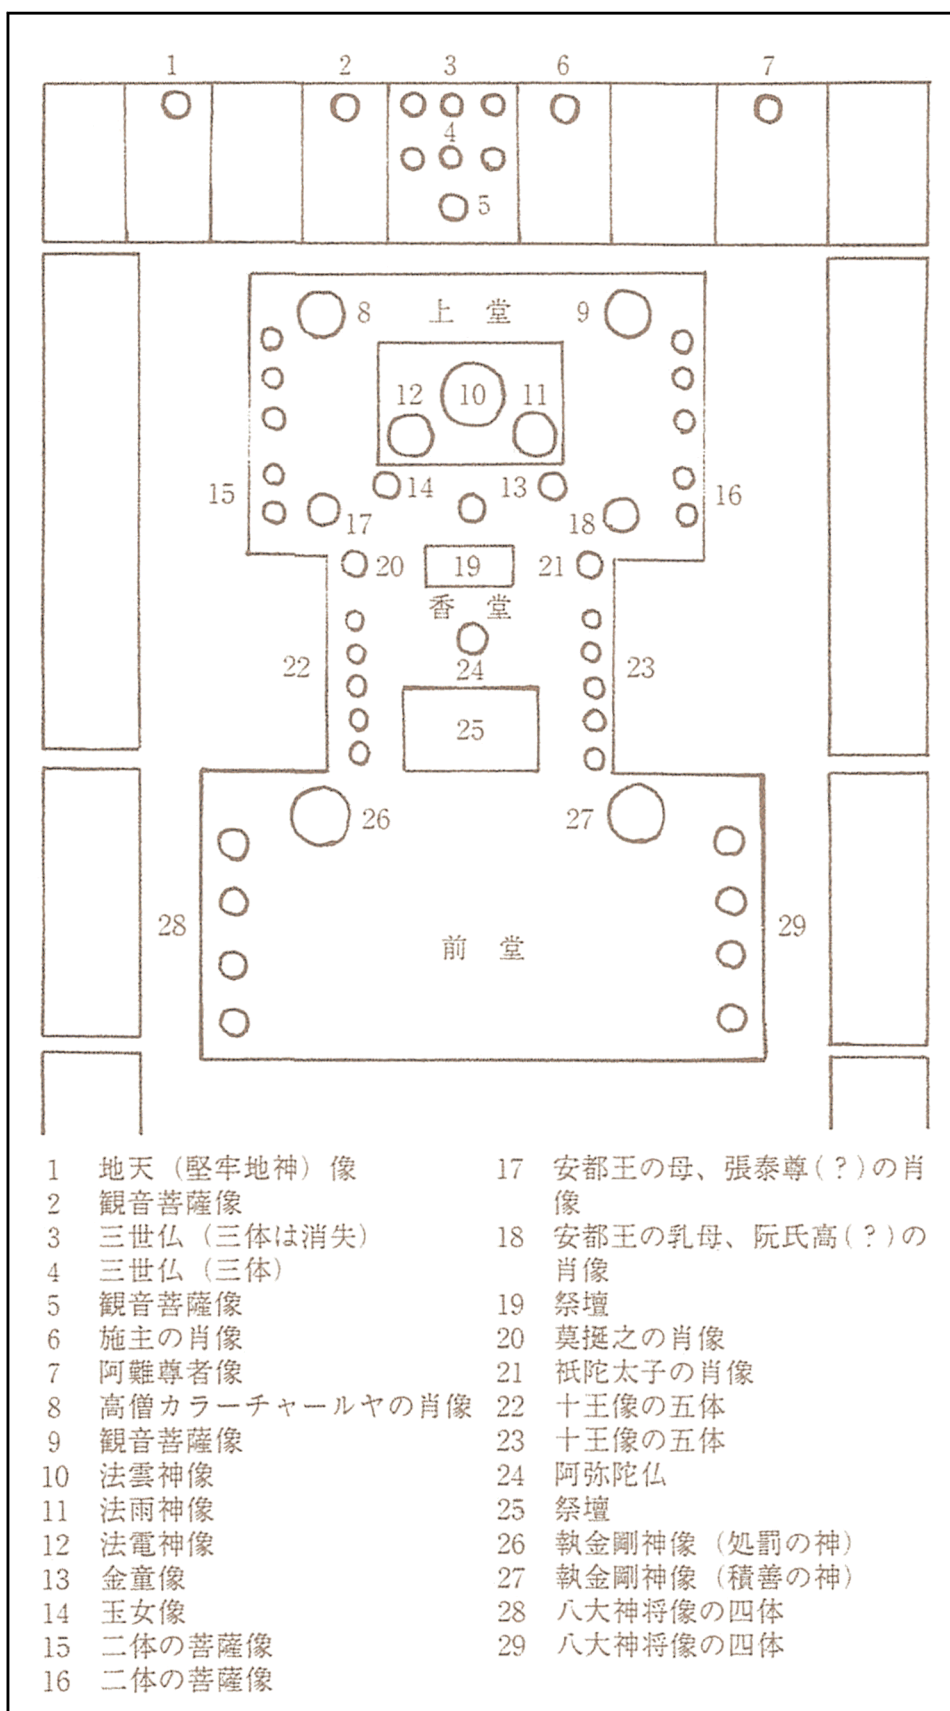 1 2 3 6 7
4
5
8 上堂 9
12 10 11
15 14 13 16
17 18
20 19 21
香堂
22 24 23
25
26 27
28 前堂 29
1 地天（堅牢地神）像
2 観音菩薩像
3 三世仏（三体は消失）
4 三世仏（三体）
5 観音菩薩像
6 施主の肖像
7 阿難尊者像
8 高僧カラーチャールヤの肖像
9 観音菩薩像
10 法雲神像
11 法雨神像
12 法電神像
13 金童像
14 玉女像
15 二体の菩薩像
16 二体の菩薩像
17 安都王の母、張泰尊(？)の肖
像
18 安都王の乳母、阮氏高(？)の
肖像
19 祭壇
20 莫挻之の肖像
21 祇陀太子の肖像
22 十王像の五体
23 十王像の五体
24 阿弥陀仏
25 祭壇
26 執金剛神像（処罰の神）
27 執金剛神像（積善の神）
28 八大神将像の四体
29 八大神将像の四体